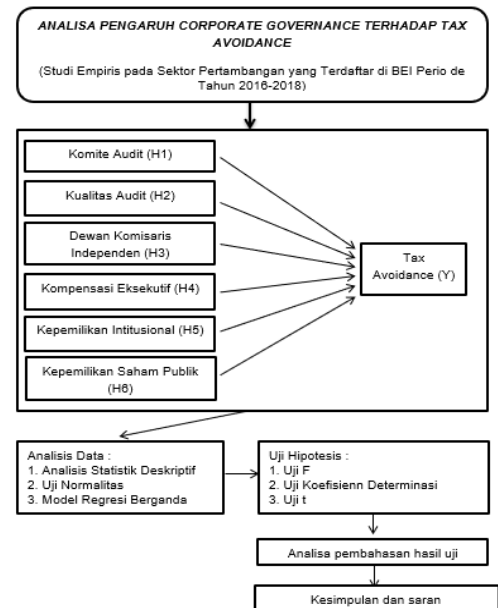 ANALISA PENGARUH CORPORATE GOVERNANCE TERHADAP TAX
AVOIDANCE
(Studi Empiris pada Sektor Pertambangan yang Terdaftar di BEI Perio de
Tahun 2016-2018)
Komite Audit (H1)
Kualitas Audit (H2)
Dewan Komisaris
Independen (H3)
Kompensasi Eksekutif (H4)
Kepemilikan Intitusional (H5)
Kepemilikan Saham Publik
(H6)
Tax
Avoidance (Y)
Analisis Data :
1. Analisis Statistik Deskriptif
2. Uji Normalitas
3. Model Regresi Berganda
Uji Hipotesis :
1. Uji F
2. Uji Koefisienn Determinasi
3. Uji t
Analisa pembahasan hasil uji
Kesimpulan dan saran